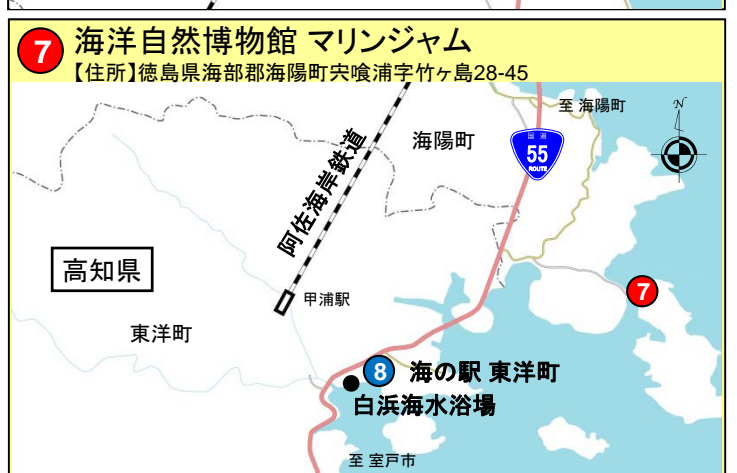 7 海洋自然博物館 マリンジャム
【住所】徳島県海部郡海陽町宍喰浦字竹ヶ島28-45
至 海陽町
N
国道
55
ROUTE
海陽町
阿佐海岸鉄道
高知県
7
甲浦駅
東洋町
8 海の駅 東洋町
白浜海水浴場
至 室戸市